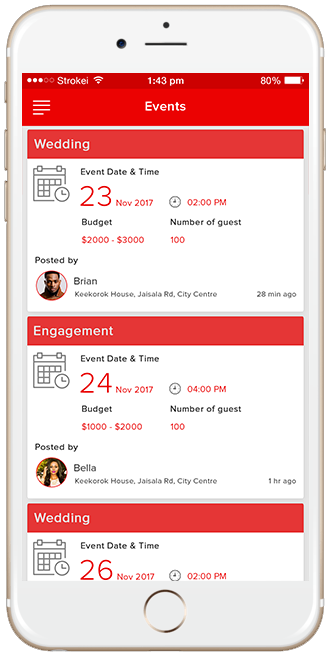 Strokei 1:43 pm 80%
Events
Wedding
Event Date & Time
23 Nov 2017 02:00 PM
Budget Number of guest
$2000 - $3000 100
Posted by
Brian
Keekorok House, Jaisala Rd, City Centre 28 min ago
Engagement
Event Date & Time
24 Nov 2017 04:00 PM
Budget Number of guest
$1000 - $2000 100
Posted by
Bella
Keekorok House, Jaisala Rd, City Centre 1 hr ago
Wedding
Event Date & Time
26 Nov 2017 02:00 PM